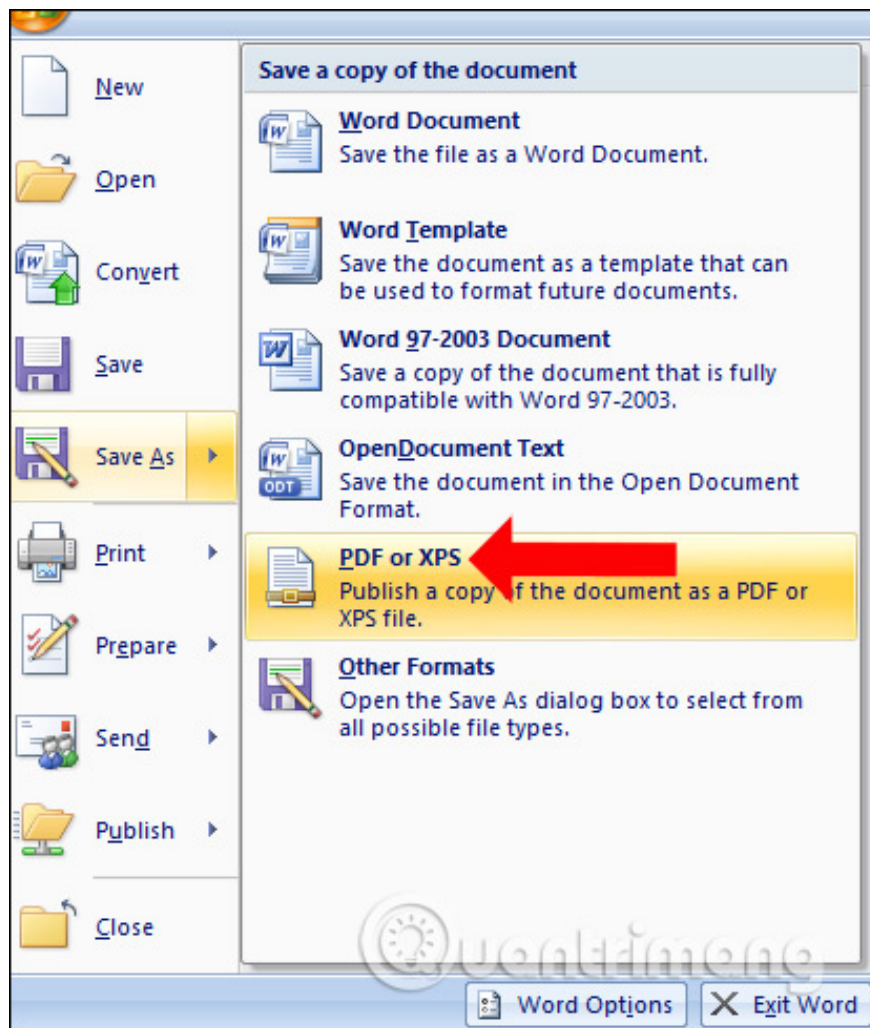 New
Open
Convert
Save
Save As
Print
Prepare
Send
Publish
Close
Save a copy of the document
Word Document
Save the file as a Word Document.
Word Template
Save the document as a template that can
be used to format future documents.
Word 97-2003 Document
Save a copy of the document that is fully
compatible with Word 97-2003.
OpenDocument Text
Save the document in the Open Document
Format.
ODT
PDF or XPS
Publish a copy of the document as a PDF or
XPS file.
Other Formats
Open the Save As dialog box to select from
all possible file types.
Quantrimang
Word Options
Exit Word